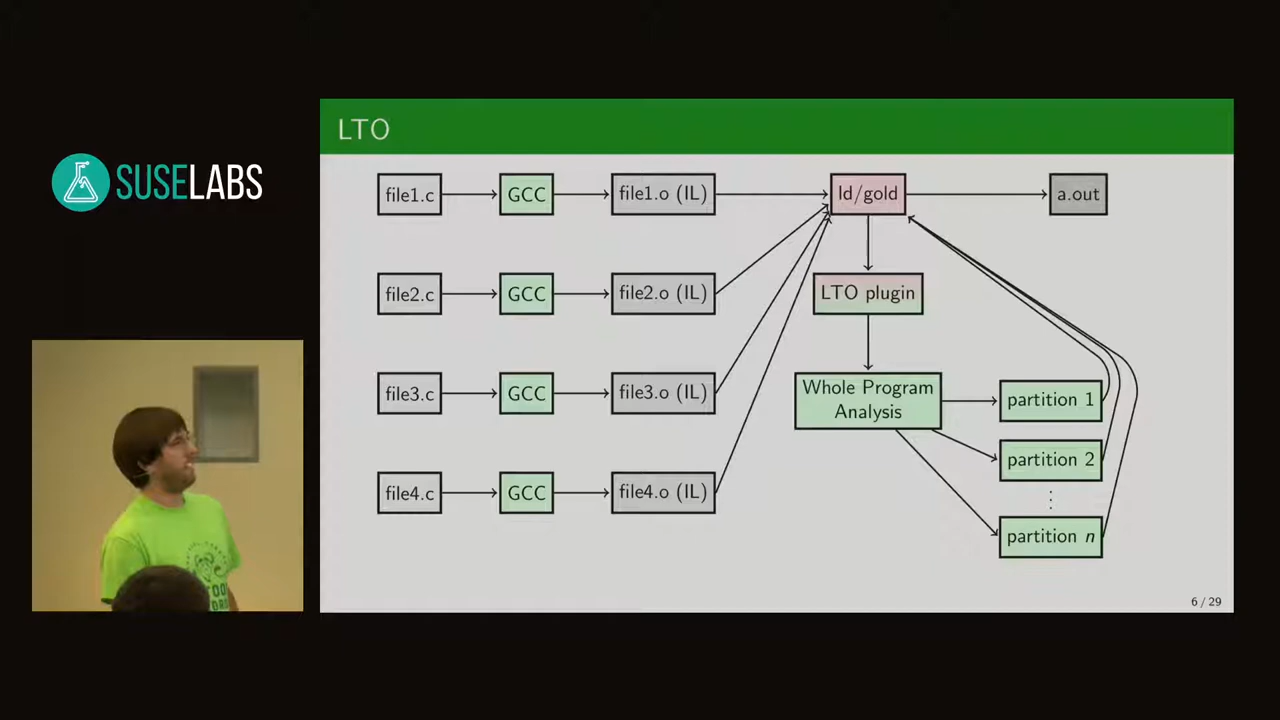 SUSELABS
LTO
file1.c
GCC
file1.o (IL)
ld/gold
a.out
file2.c
GCC
file2.o (IL)
LTO plugin
file3.c
GCC
file3.o (IL)
Whole Program
Analysis
partition 1
partition 2
file4.c
GCC
file4.o (IL)
partition n
6 / 29